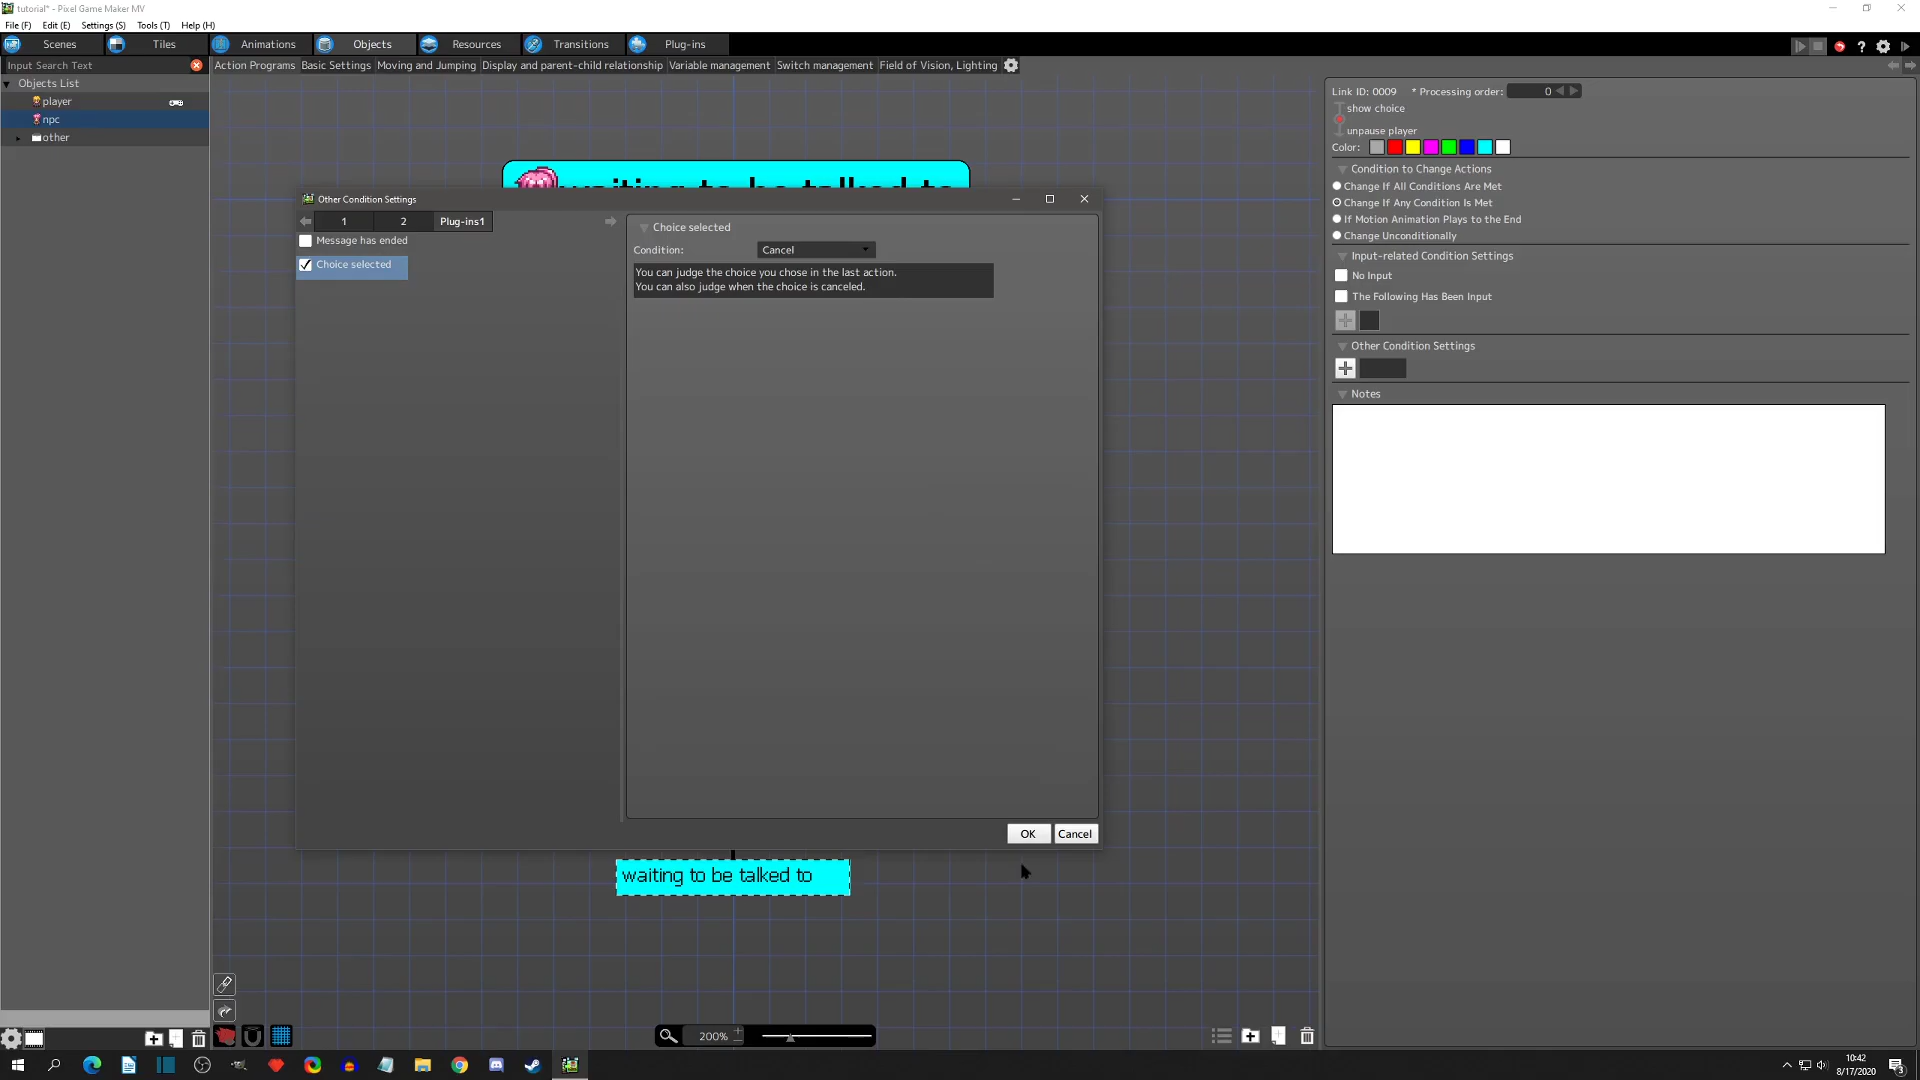 tutorial* - Pixel Game Maker MV
File (F) Edit (E) Settings (S) Tools (T) Help (H)
Scenes Tiles Animations Objects Resources Transitions Plug-ins
Input Search Text
Action Programs Basic Settings Moving and Jumping Display and parent-child relationship Variable management Switch management Field of Vision, Lighting
Objects List
player
npc
other
waiting to be talked to
Other Condition Settings
1 2 Plug-ins1
Message has ended
Choice selected
Choice selected
Condition: Cancel
You can judge the choice you chose in the last action.
You can also judge when the choice is canceled.
OK Cancel
waiting to be talked to
200%
Link ID: 0009 * Processing order: 0
show choice
unpause player
Color:
Condition to Change Actions
Change If All Conditions Are Met
Change If Any Condition Is Met
If Motion Animation Plays to the End
Change Unconditionally
Input-related Condition Settings
No Input
The Following Has Been Input
Other Condition Settings
Notes
10:42
8/17/2020
3